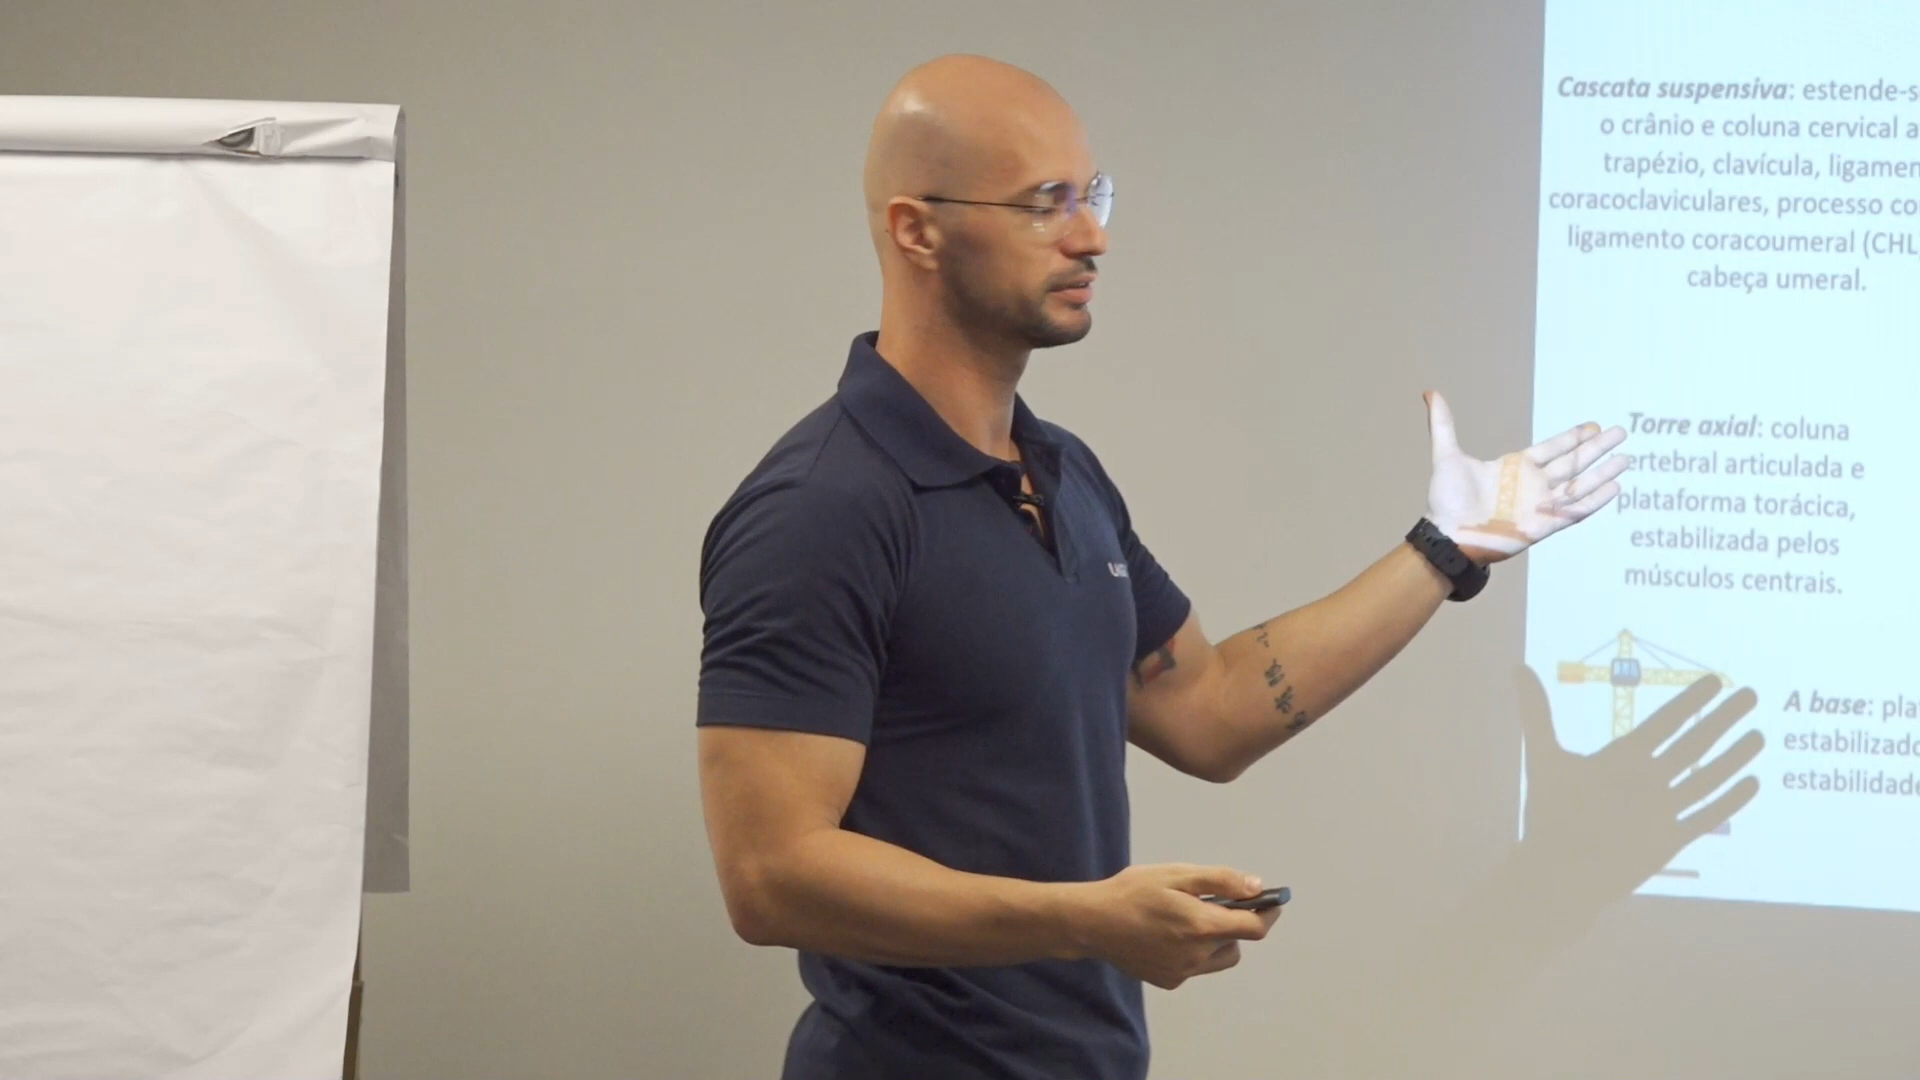 Cascata suspensiva: estende-s
o crânio e coluna cervical a
trapézio, clavícula, ligamen
coracoclaviculares, processo co
ligamento coracoumeral (CHL
cabeça umeral.
Torre axial: coluna
ertebral articulada e
plataforma torácica,
estabilizada pelos
músculos centrais.
A base: pla
estabilizado
estabilidade